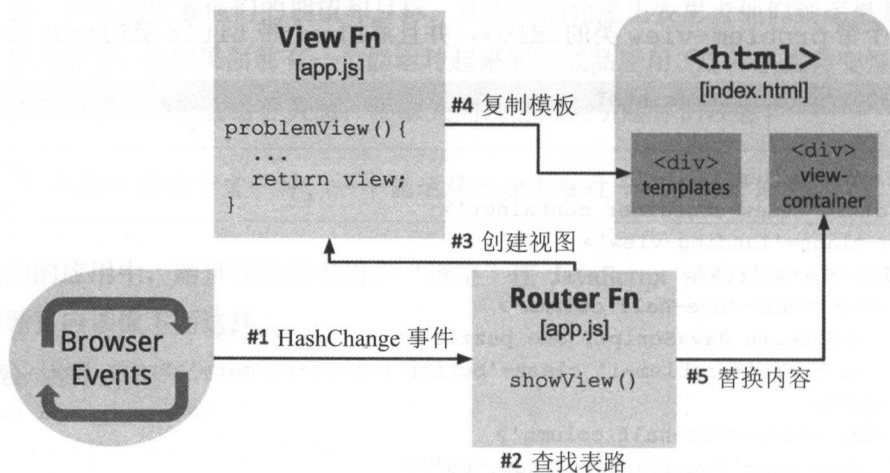 View Fn
[app.js]
problemView(){
...
return view;
}
#4 复制模板
<html>
[index.html]
<div>
templates
<div>
view-
container
#3 创建视图
Browser
Events
#1 HashChange 事件
Router Fn
[app.js]
showView()
#5 替换内容
#2 查找表路